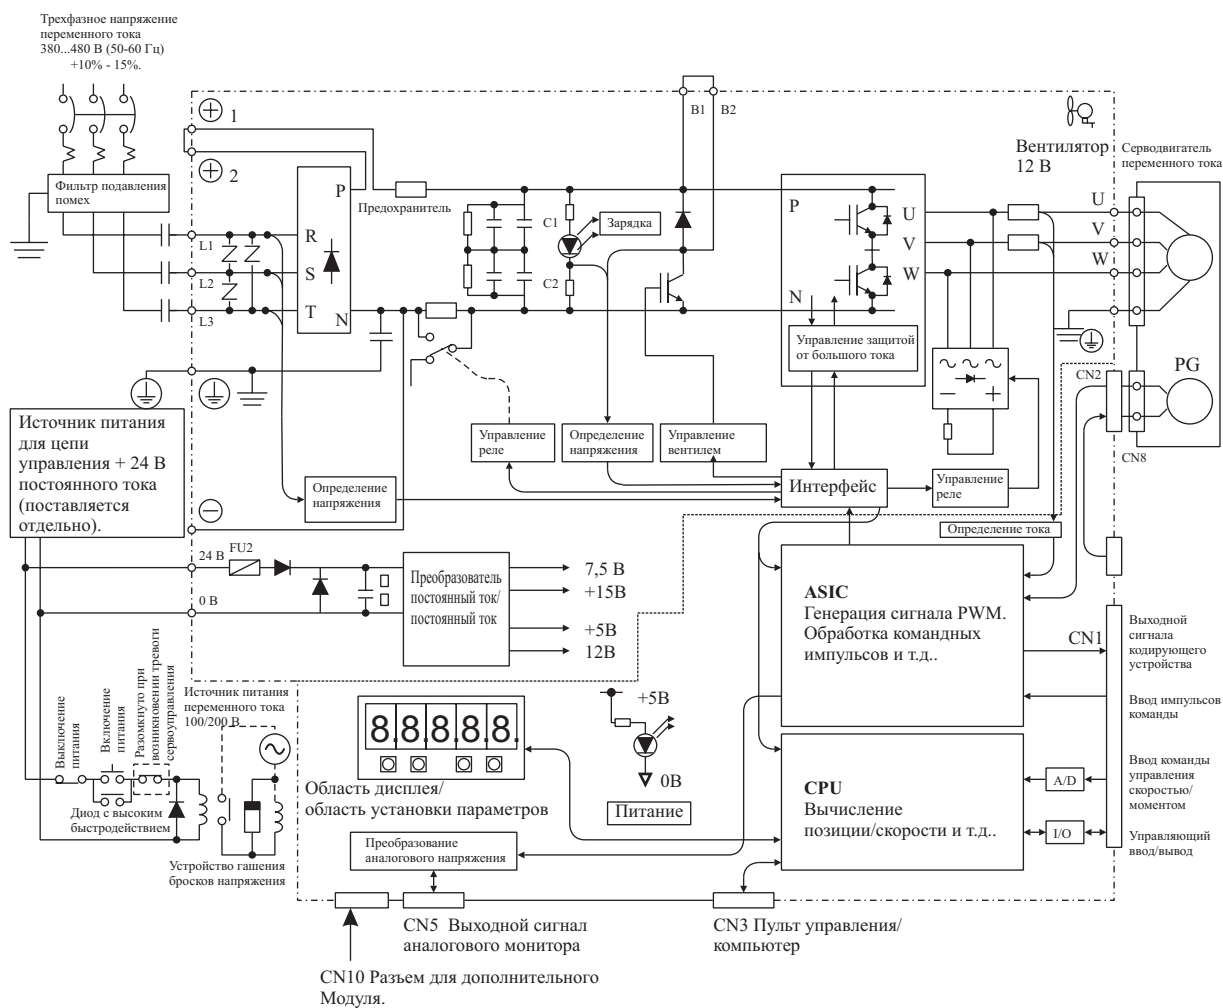 Трехфазное напряжение
переменного тока
380...480 В (50-60 Гц)
+10% - 15%.
Фильтр подавления
помех
1
2
L1
L2
L3
R
S
T
P
N
Предохранитель
C1
C2
Зарядка
B1
B2
Вентилятор
12 В
Серводвигатель
переменного тока
P
N
U
V
W
Управление защитой
от большого тока
U
V
W
PG
CN2
CN8
Источник питания
для цепи
управления + 24 В
постоянного тока
(поставляется
отдельно).
Управление
реле
Определение
напряжения
Управление
вентилем
Определение
напряжения
Интерфейс
Управление
реле
Определение тока
24 В
FU2
0 В
Преобразователь
постоянный ток/
постоянный ток
7,5 В
+15В
+5В
12В
ASIC
Генерация сигнала PWM.
Обработка командных
импульсов и т.д..
CN1
Выходной
сигнала
кодирующего
устройства
Ввод импульсов
команды
Ввод команды
управления
скоростью/
моментом
Управляющий
ввод/вывод
A/D
I/O
CPU
Вычисление
позиции/скорости и т.д..
Выключение
питания
Включение
питания
Разомкнуто при
возникновении тревоги
сервоуправления
Источник питания
переменного тока
100/200 В
Диод с высоким
быстродействием
Устройство гашения
бросков напряжения
8.8.8.8.8.
Область дисплея/
область установки параметров
+5В
0В
Питание
Преобразование
аналогового напряжения
CN5 Выходной сигнал
аналогового монитора
CN3 Пульт управления/
компьютер
CN10 Разъем для дополнительного
Модуля.